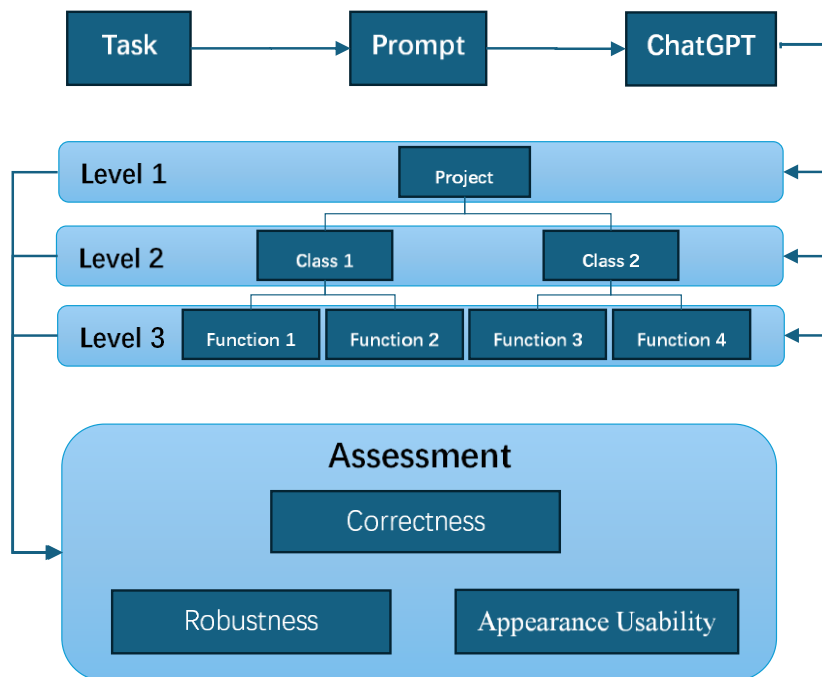 Task
Prompt
ChatGPT
Level 1
Project
Level 2
Class 1
Class 2
Level 3
Function 1
Function 2
Function 3
Function 4
Assessment
Correctness
Robustness
Appearance Usability